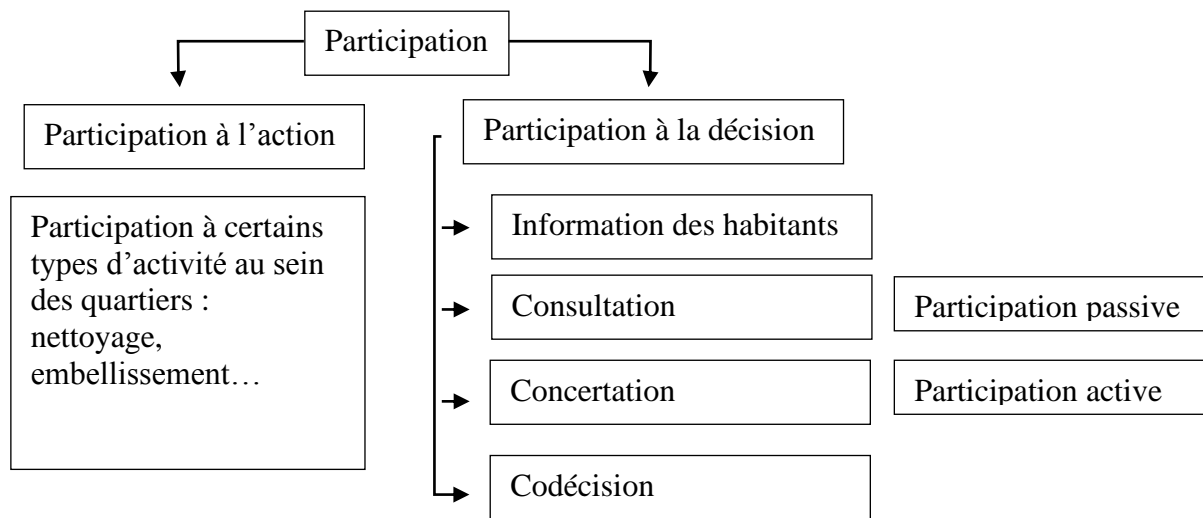 Participation
Participation à l’action
Participation à la décision
Participation à certains
types d’activité au sein
des quartiers :
nettoyage,
embellissement…
Information des habitants
Consultation
Participation passive
Concertation
Participation active
Codécision